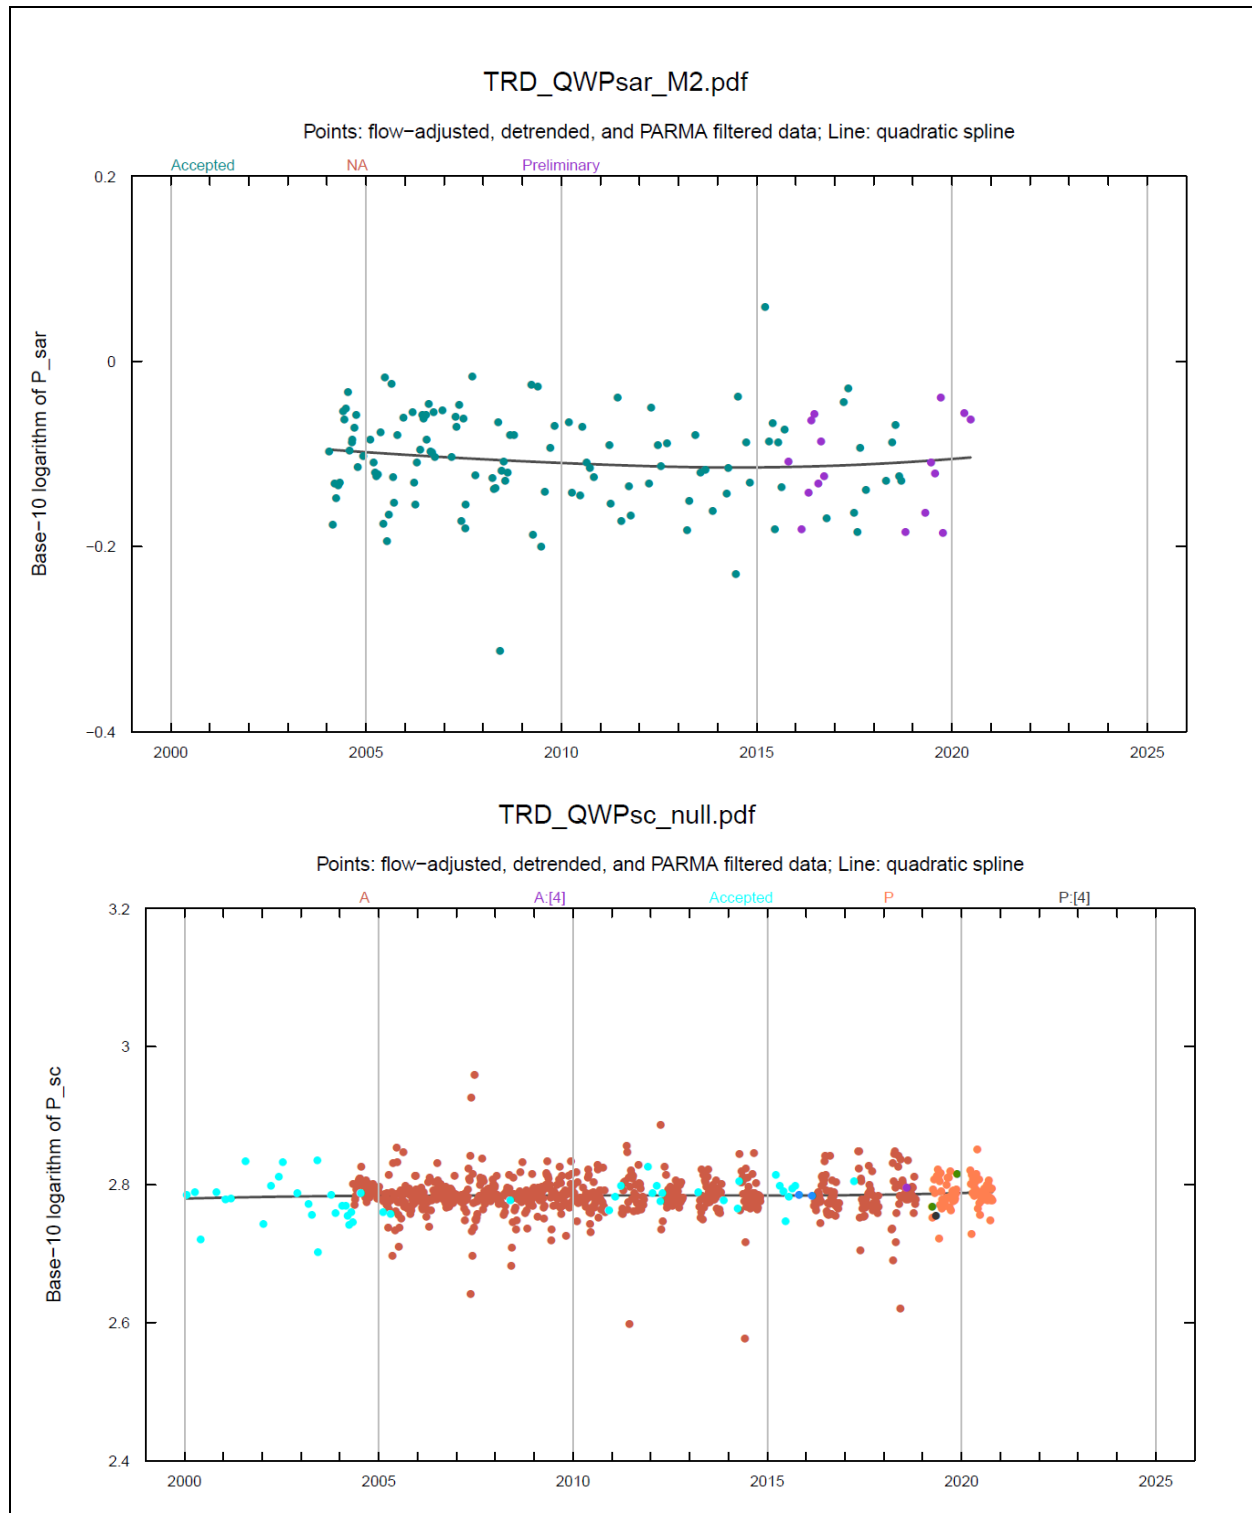 TRD_QWPsar_M2.pdf
Points: flow−adjusted, detrended, and PARMA filtered data; Line: quadratic spline
Accepted NA Preliminary
0.2
0
−0.2
−0.4
Base−10 logarithm of P_sar
2000 2005 2010 2015 2020 2025
TRD_QWPsc_null.pdf
Points: flow−adjusted, detrended, and PARMA filtered data; Line: quadratic spline
A A:[4] Accepted P P:[4]
3.2
3
2.8
2.6
2.4
Base−10 logarithm of P_sc
2000 2005 2010 2015 2020 2025